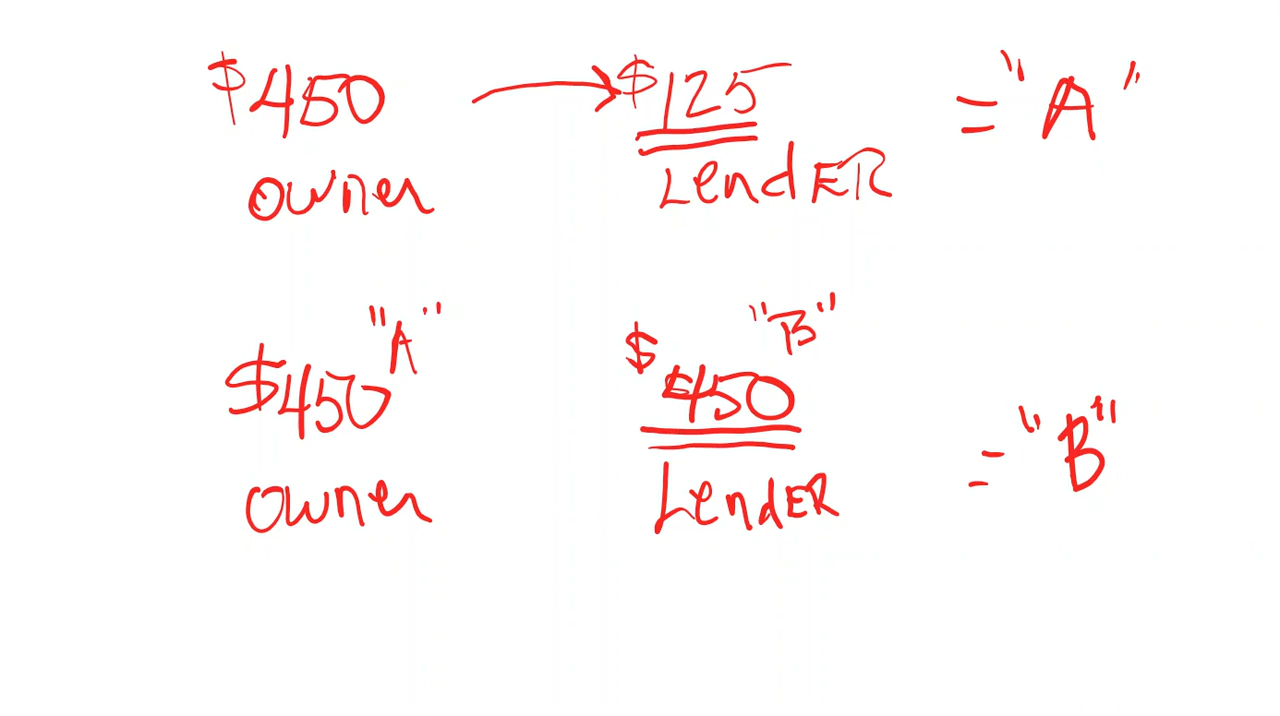 $450 → $125 = "A"
owner LendER
"A" "B"
$450 $450 = "B"
owner LendER